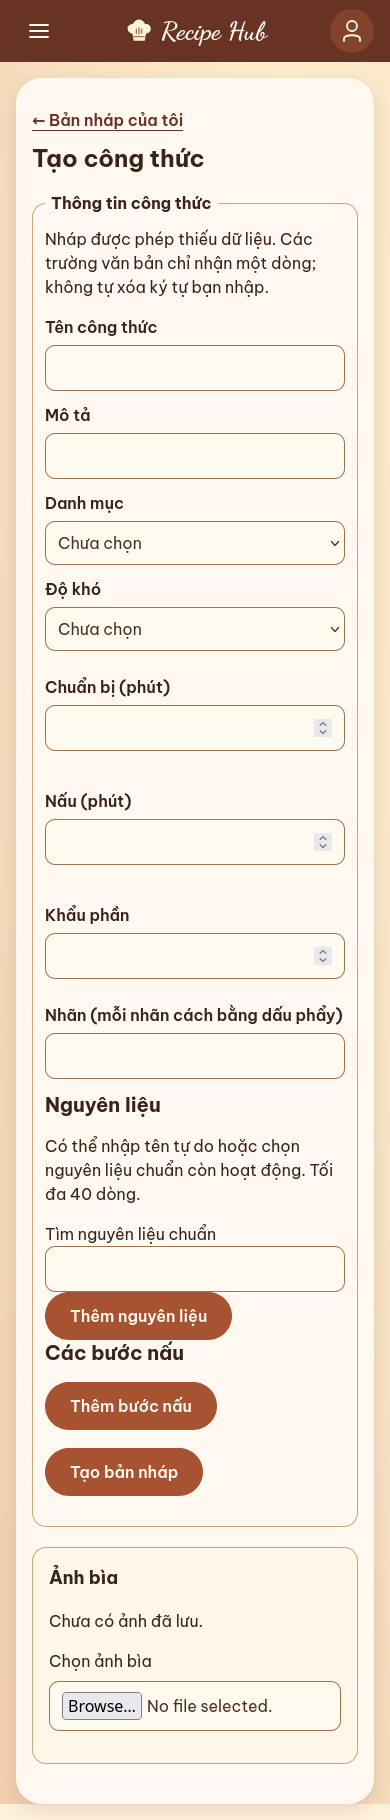 Recipe Hub
← Bản nháp của tôi
Tạo công thức
Thông tin công thức
Nháp được phép thiếu dữ liệu. Các
trường văn bản chỉ nhận một dòng;
không tự xóa ký tự bạn nhập.
Tên công thức
Mô tả
Danh mục
Chưa chọn
Độ khó
Chưa chọn
Chuẩn bị (phút)
Nấu (phút)
Khẩu phần
Nhãn (mỗi nhãn cách bằng dấu phẩy)
Nguyên liệu
Có thể nhập tên tự do hoặc chọn
nguyên liệu chuẩn còn hoạt động. Tối
đa 40 dòng.
Tìm nguyên liệu chuẩn
Thêm nguyên liệu
Các bước nấu
Thêm bước nấu
Tạo bản nháp
Ảnh bìa
Chưa có ảnh đã lưu.
Chọn ảnh bìa
Browse... No file selected.